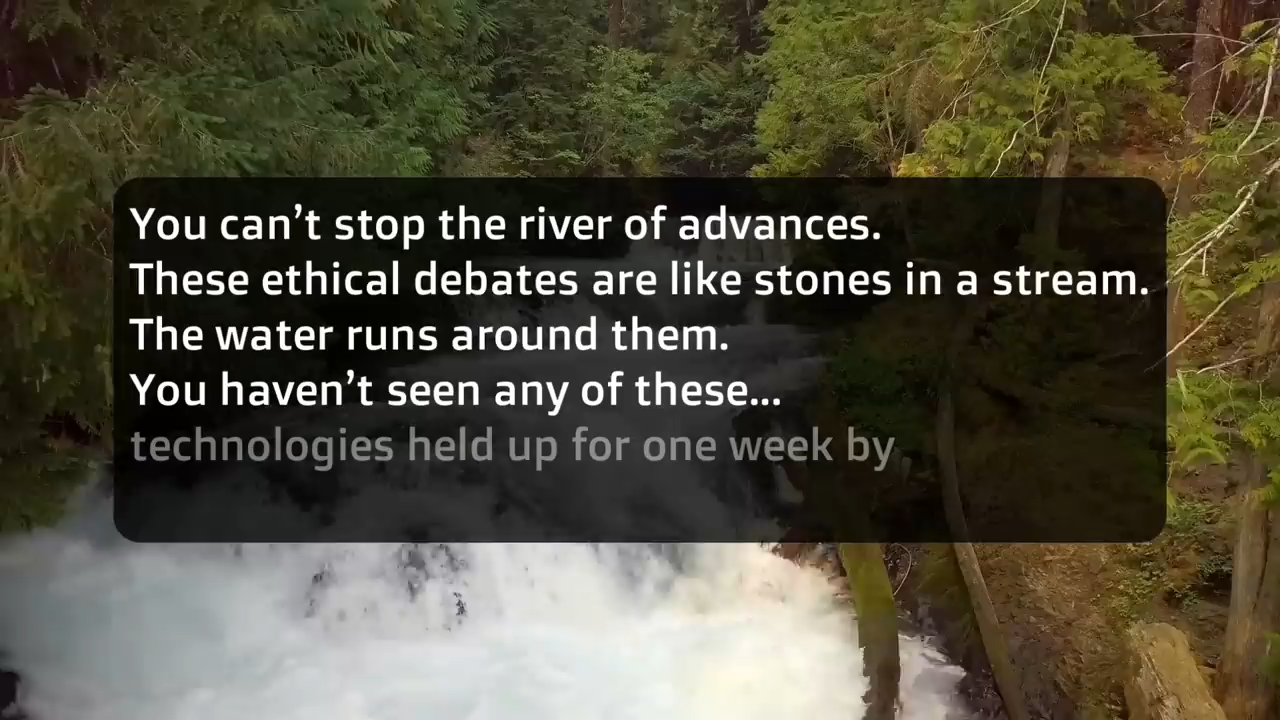 You can’t stop the river of advances.
These ethical debates are like stones in a stream.
The water runs around them.
You haven’t seen any of these...
technologies held up for one week by